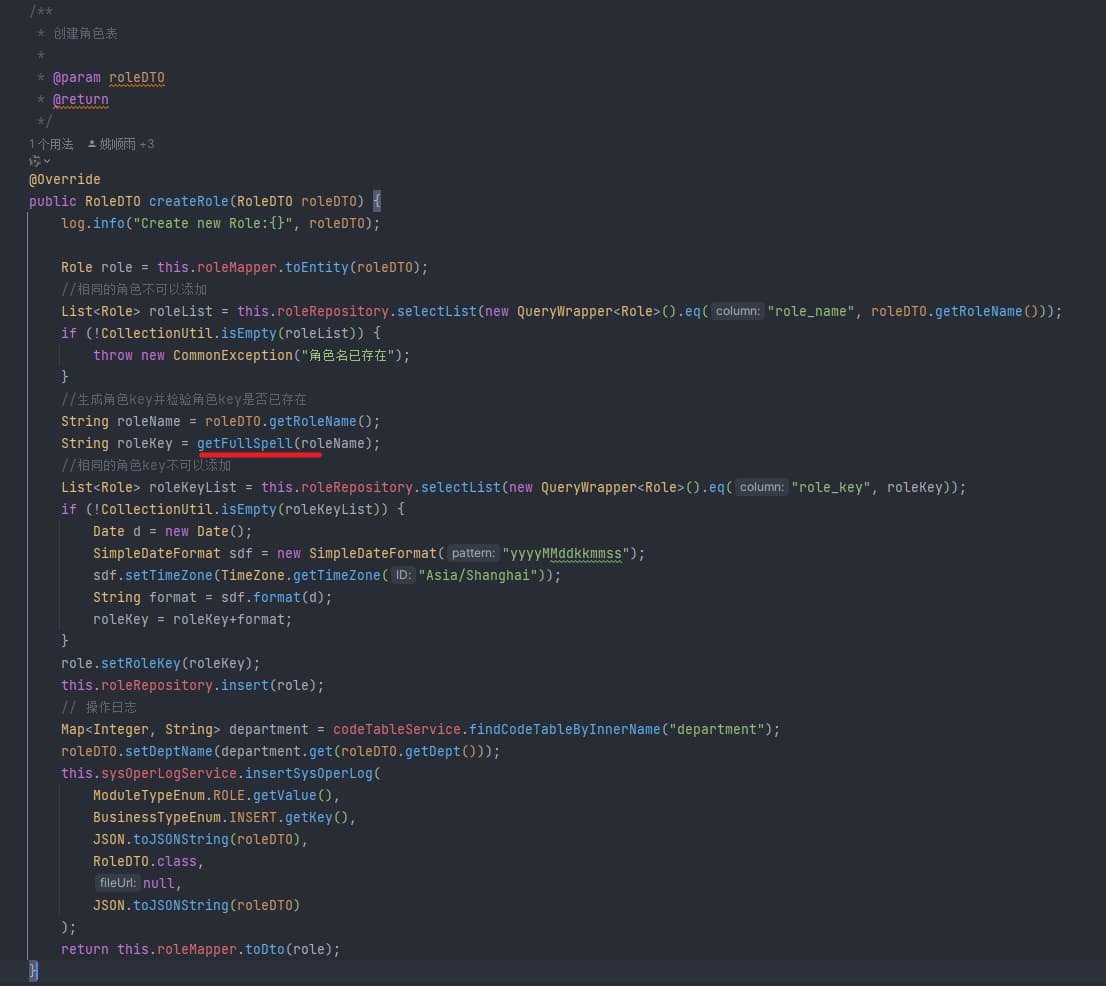 /**
* 创建角色表
*
* @param roleDTO
* @return
*/
1个用法 姚顺雨 +3
@Override
public RoleDTO createRole(RoleDTO roleDTO) {
log.info("Create new Role:{}", roleDTO);
Role role = this.roleMapper.toEntity(roleDTO);
//相同的角色不可以添加
List<Role> roleList = this.roleRepository.selectList(new QueryWrapper<Role>().eq( column: "role_name", roleDTO.getRoleName()));
if (!CollectionUtil.isEmpty(roleList)) {
throw new CommonException("角色名已存在");
}
//生成角色key并检验角色key是否已存在
String roleName = roleDTO.getRoleName();
String roleKey = getFullSpell(roleName);
//相同的角色key不可以添加
List<Role> roleKeyList = this.roleRepository.selectList(new QueryWrapper<Role>().eq( column: "role_key", roleKey));
if (!CollectionUtil.isEmpty(roleKeyList)) {
Date d = new Date();
SimpleDateFormat sdf = new SimpleDateFormat( pattern: "yyyyMMddkkmmss");
sdf.setTimeZone(TimeZone.getTimeZone( ID: "Asia/Shanghai"));
String format = sdf.format(d);
roleKey = roleKey+format;
}
role.setRoleKey(roleKey);
this.roleRepository.insert(role);
// 操作日志
Map<Integer, String> department = codeTableService.findCodeTableByInnerName("department");
roleDTO.setDeptName(department.get(roleDTO.getDept()));
this.sysOperLogService.insertSysOperLog(
ModuleTypeEnum.ROLE.getValue(),
BusinessTypeEnum.INSERT.getKey(),
JSON.toJSONString(roleDTO),
RoleDTO.class,
fileUrl: null,
JSON.toJSONString(roleDTO)
);
return this.roleMapper.toDto(role);
}